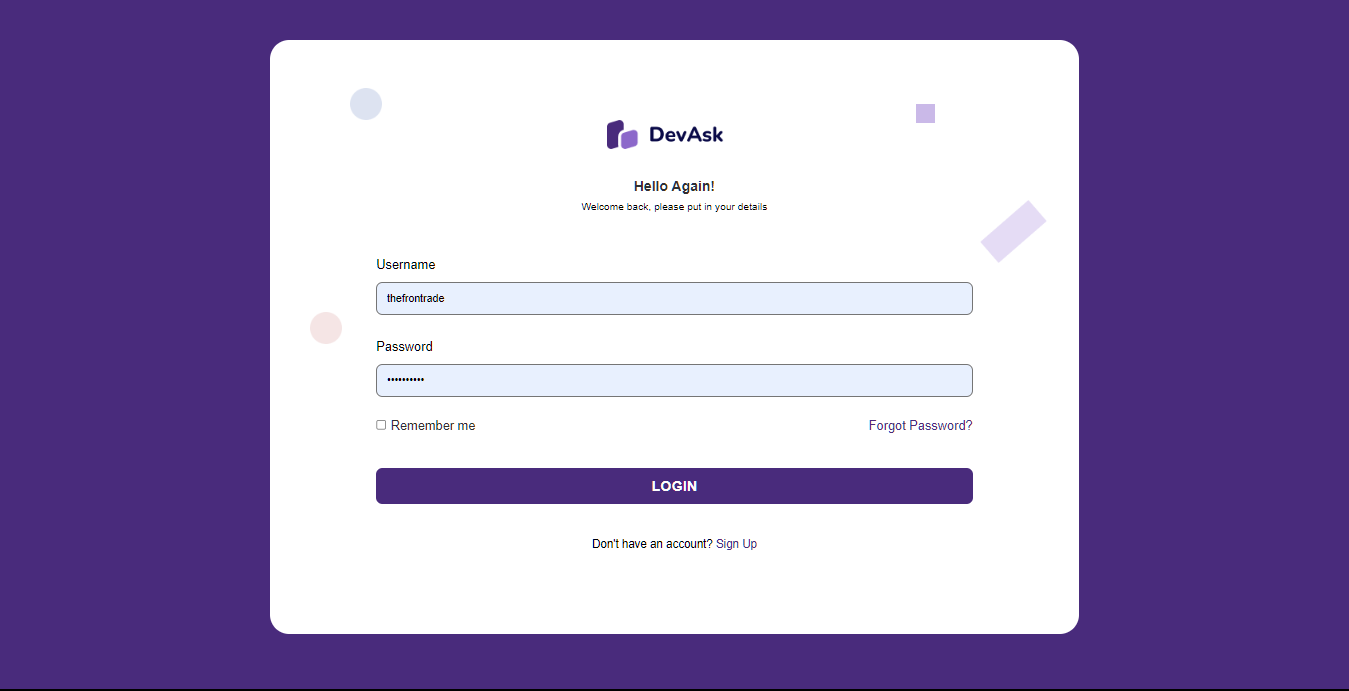 DevAsk
Hello Again!
Welcome back, please put in your details
Username
thefrontrade
Password
••••••••••
Remember me Forgot Password?
LOGIN
Don't have an account? Sign Up